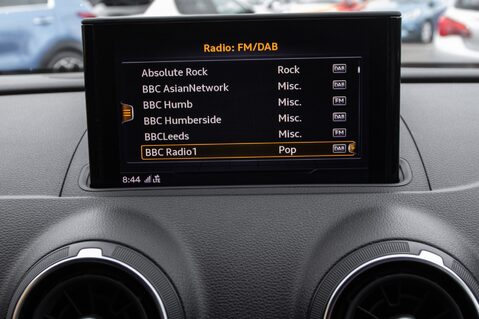 Radio: FM/DAB
Absolute Rock Rock DAB
BBC AsianNetwork Misc. DAB
BBC Humb Misc. FM
BBC Humberside Misc. DAB
BBCLeeds Misc. FM
BBC Radio1 Pop DAB
8:44 LTE